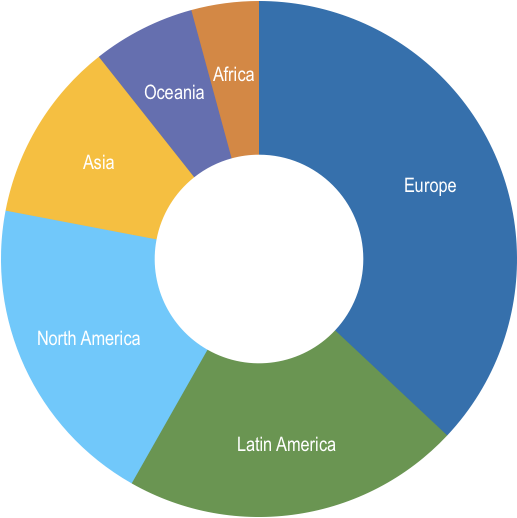 Africa
Oceania
Asia
Europe
North America
Latin America